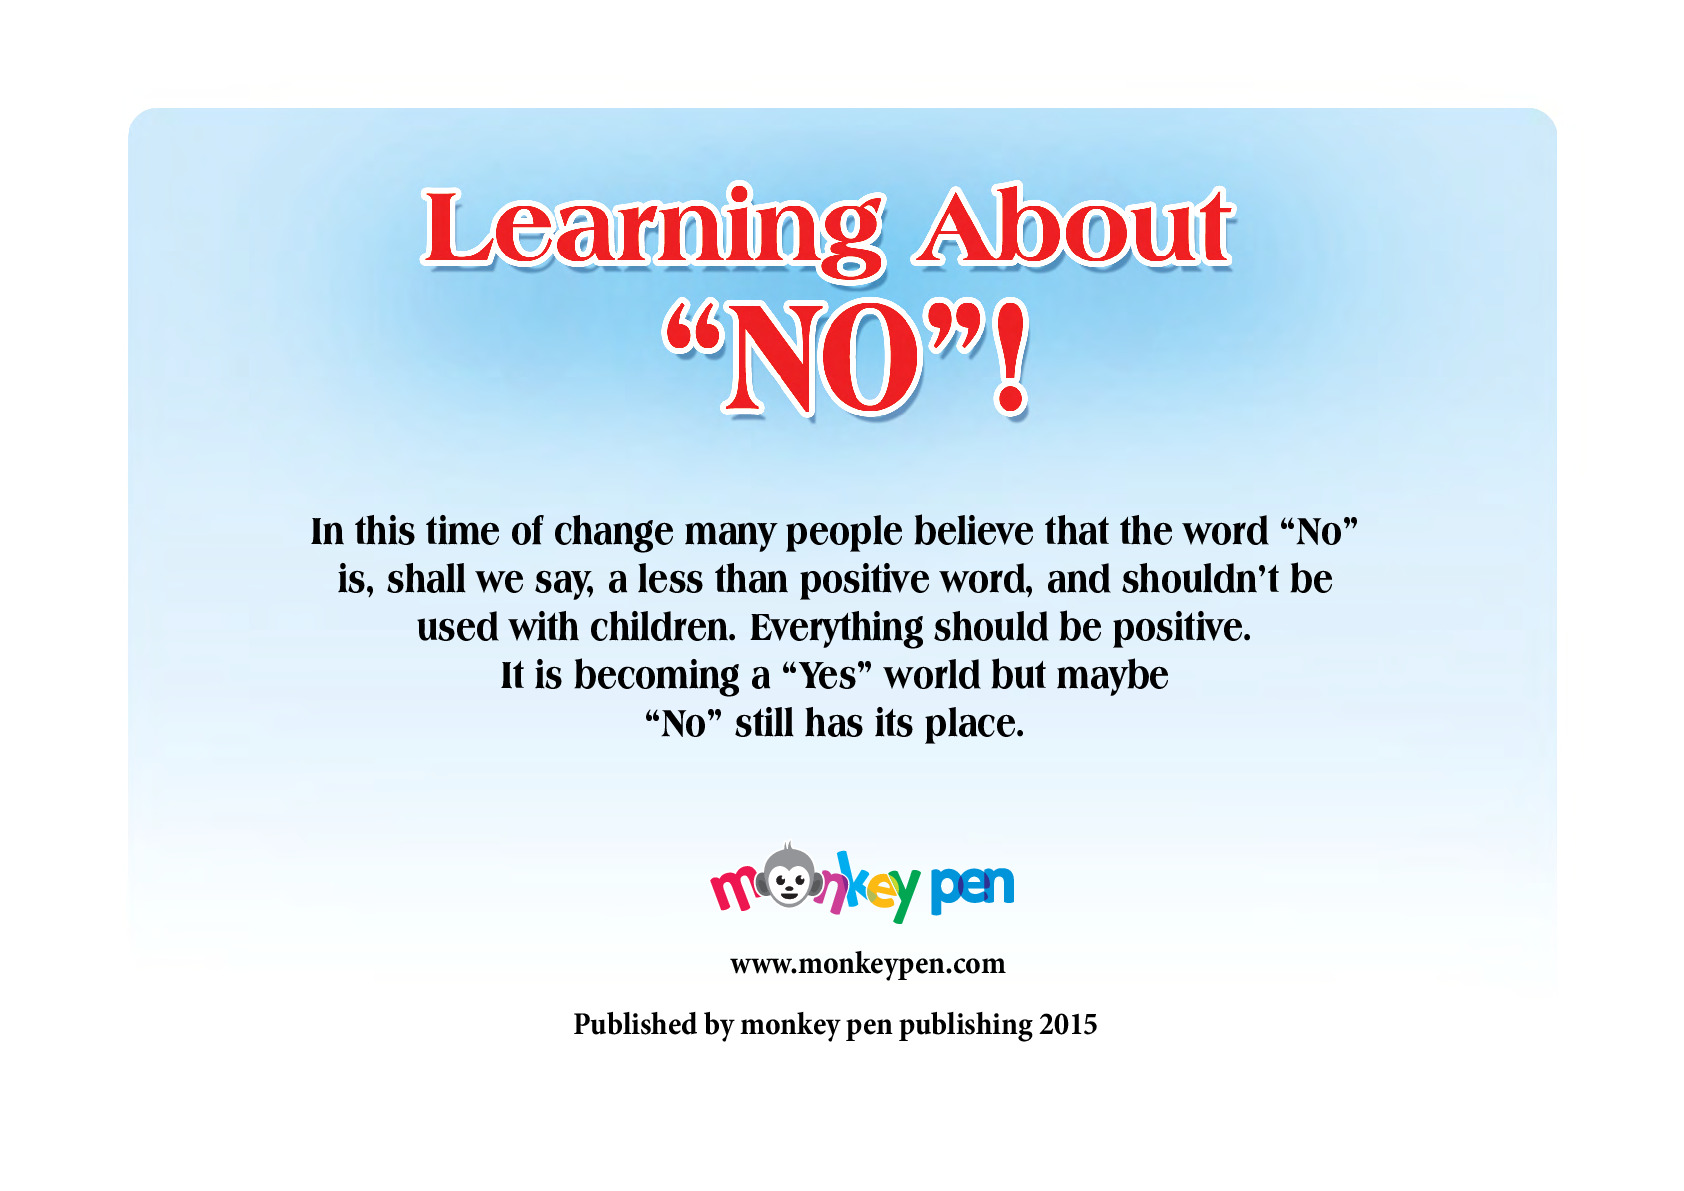 Learning About
“NO”!
In this time of change many people believe that the word “No”
is, shall we say, a less than positive word, and shouldn’t be
used with children. Everything should be positive.
It is becoming a “Yes” world but maybe
“No” still has its place.
monkey pen
www.monkeypen.com
Published by monkey pen publishing 2015